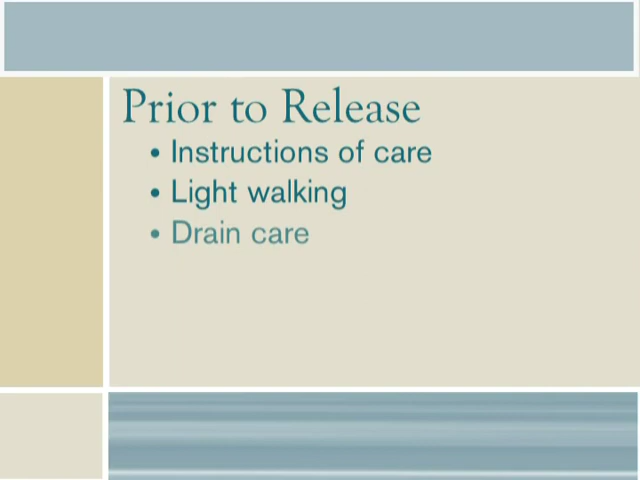 Prior to Release
• Instructions of care
• Light walking
• Drain care